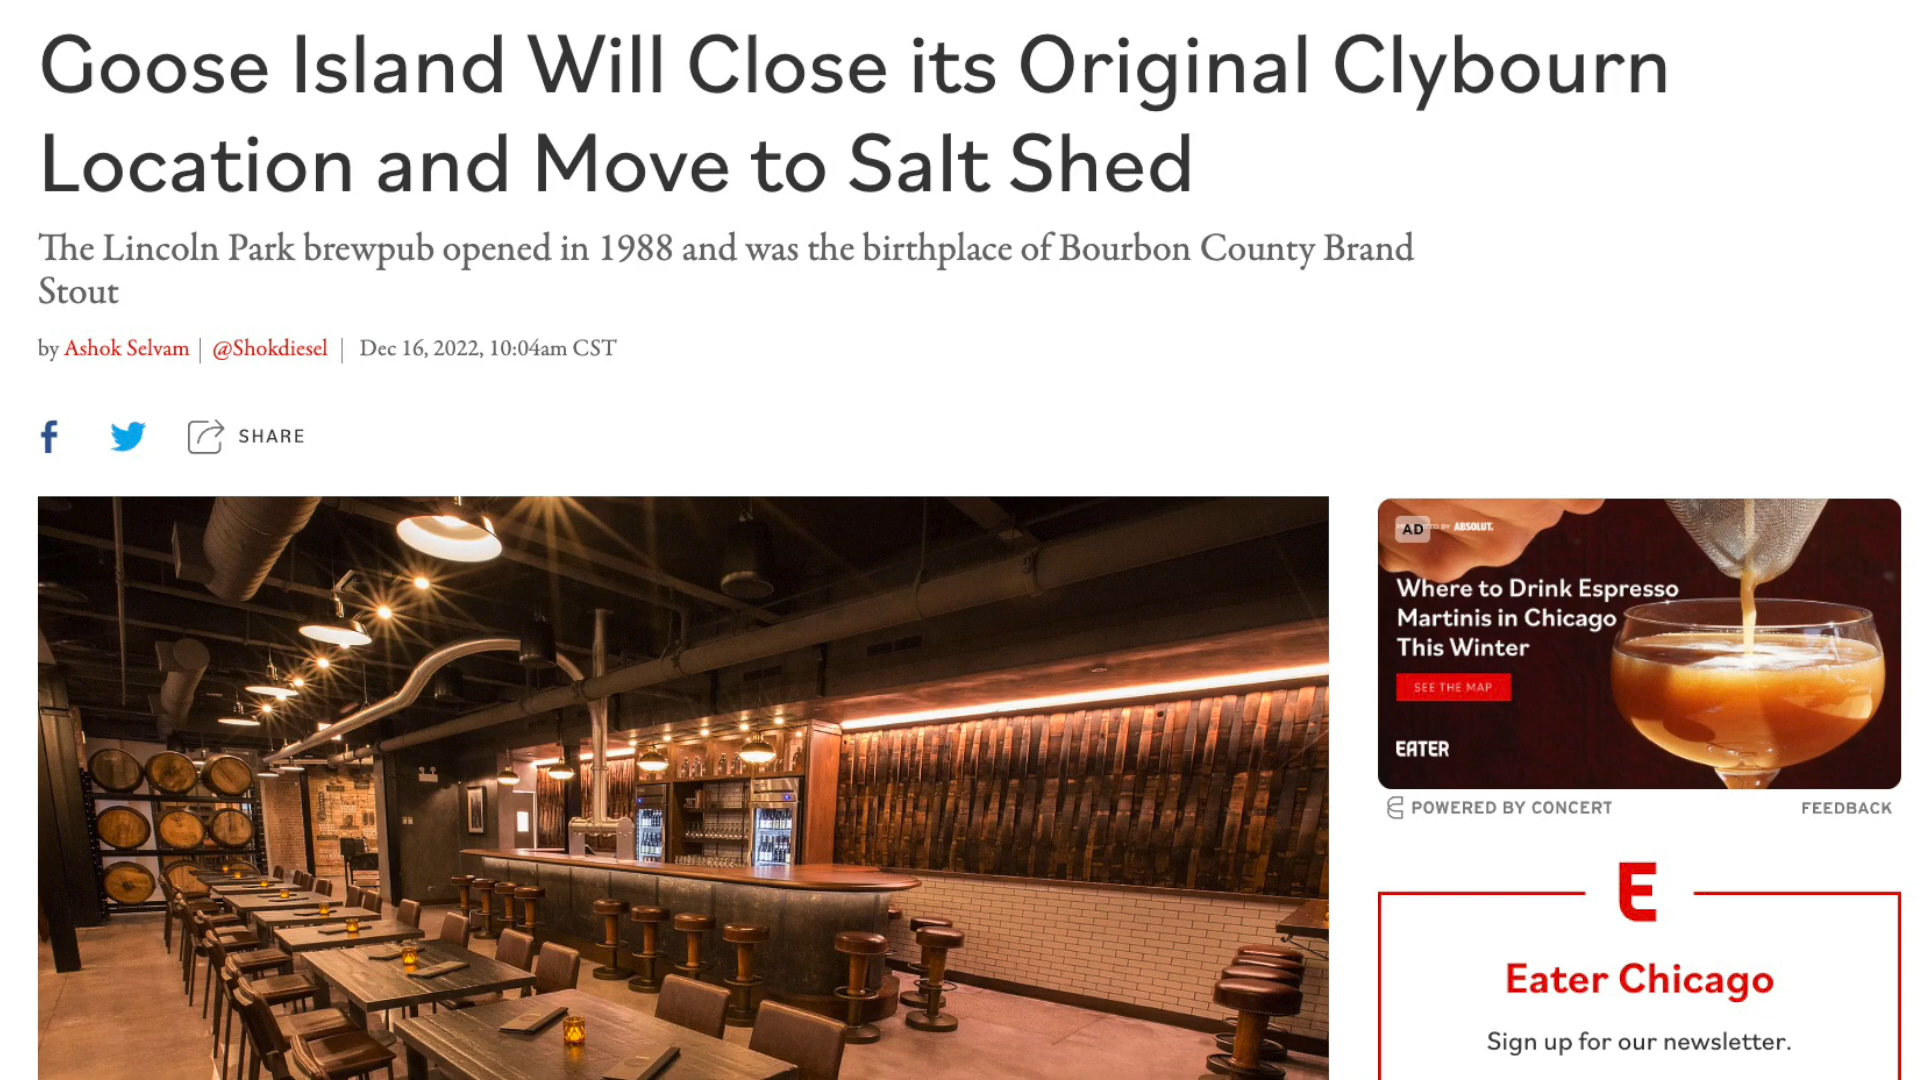 Goose Island Will Close its Original Clybourn
Location and Move to Salt Shed
The Lincoln Park brewpub opened in 1988 and was the birthplace of Bourbon County Brand
Stout
by Ashok Selvam | @Shokdiesel | Dec 16, 2022, 10:04am CST
SHARE
AD
BY ABSOLUT.
Where to Drink Espresso
Martinis in Chicago
This Winter
SEE THE MAP
EATER
POWERED BY CONCERT
FEEDBACK
E
Eater Chicago
Sign up for our newsletter.